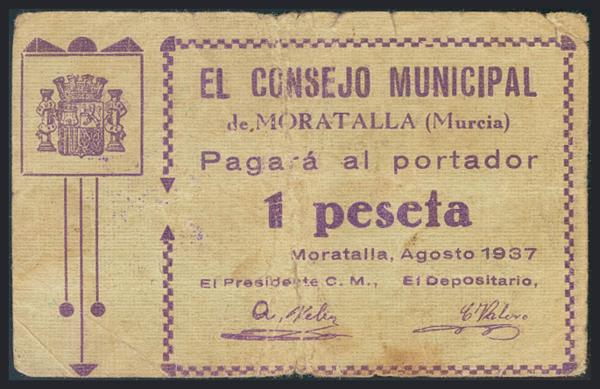 EL CONSEJO MUNICIPAL
de MORATALLA (Murcia)
Pagará al portador
1 peseta
Moratalla, Agosto 1937
El Presidente C. M., El Depositario,